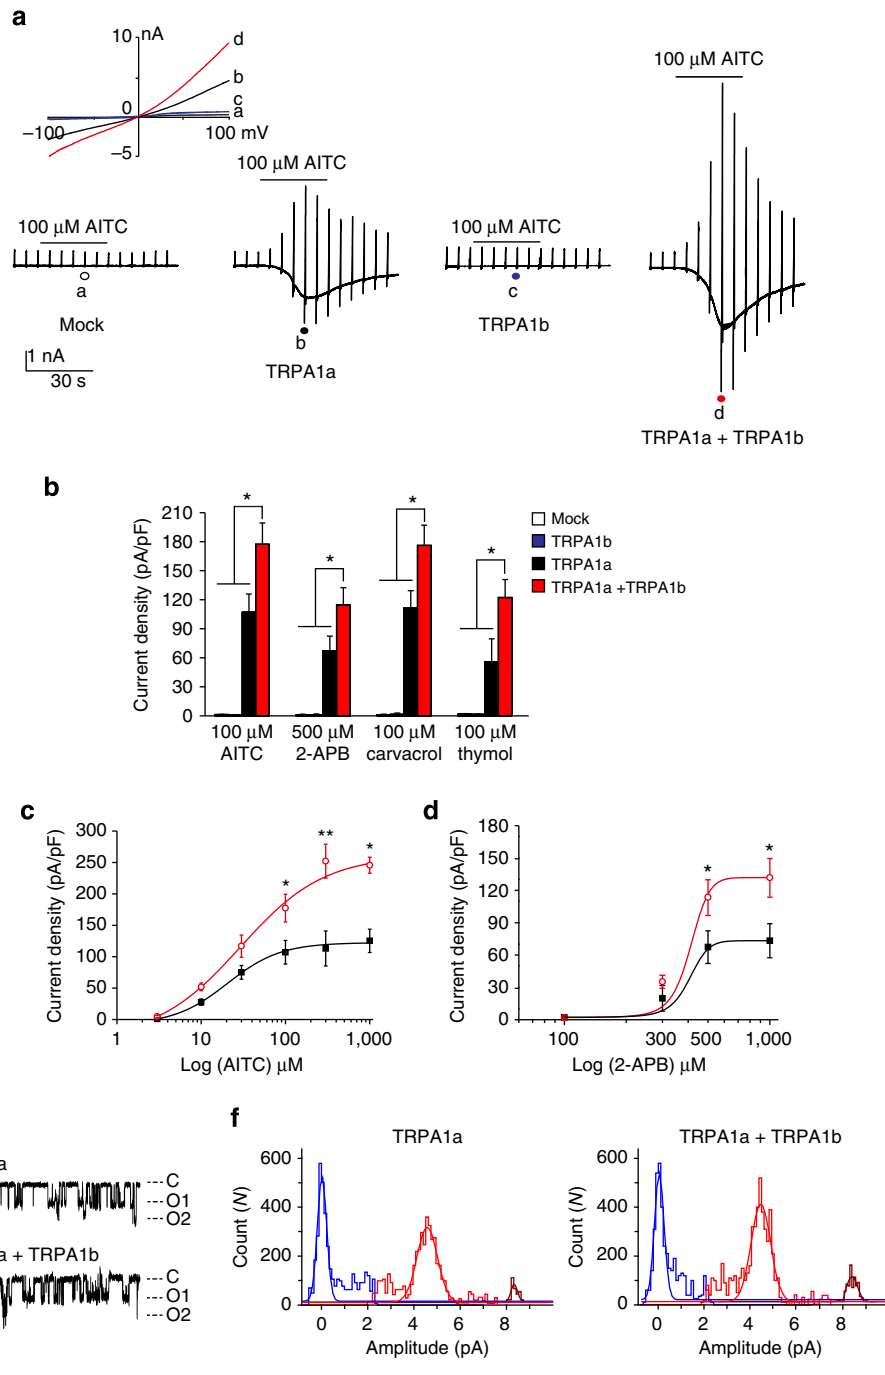 a
10 nA
d
b
c
a
0
−100
100 mV
−5
100 μM AITC
100 μM AITC
100 μM AITC
100 μM AITC
a
b
c
d
Mock
TRPA1a
TRPA1b
TRPA1a + TRPA1b
1 nA
30 s
b
Current density (pA/pF)
210
180
150
120
90
60
30
0
*
*
*
*
Mock
TRPA1b
TRPA1a
TRPA1a +TRPA1b
100 μM AITC
500 μM 2-APB
100 μM carvacrol
100 μM thymol
c
Current density (pA/pF)
300
250
200
150
100
50
0
*
**
*
1 10 100 1,000
Log (AITC) μM
d
Current density (pA/pF)
180
150
120
90
60
30
0
*
*
100 300 500 1,000
Log (2-APB) μM
a
C
O1
O2
a + TRPA1b
C
O1
O2
f
TRPA1a
Count (N)
600
400
200
0
0 2 4 6 8
Amplitude (pA)
TRPA1a + TRPA1b
Count (N)
600
400
200
0
0 2 4 6 8
Amplitude (pA)